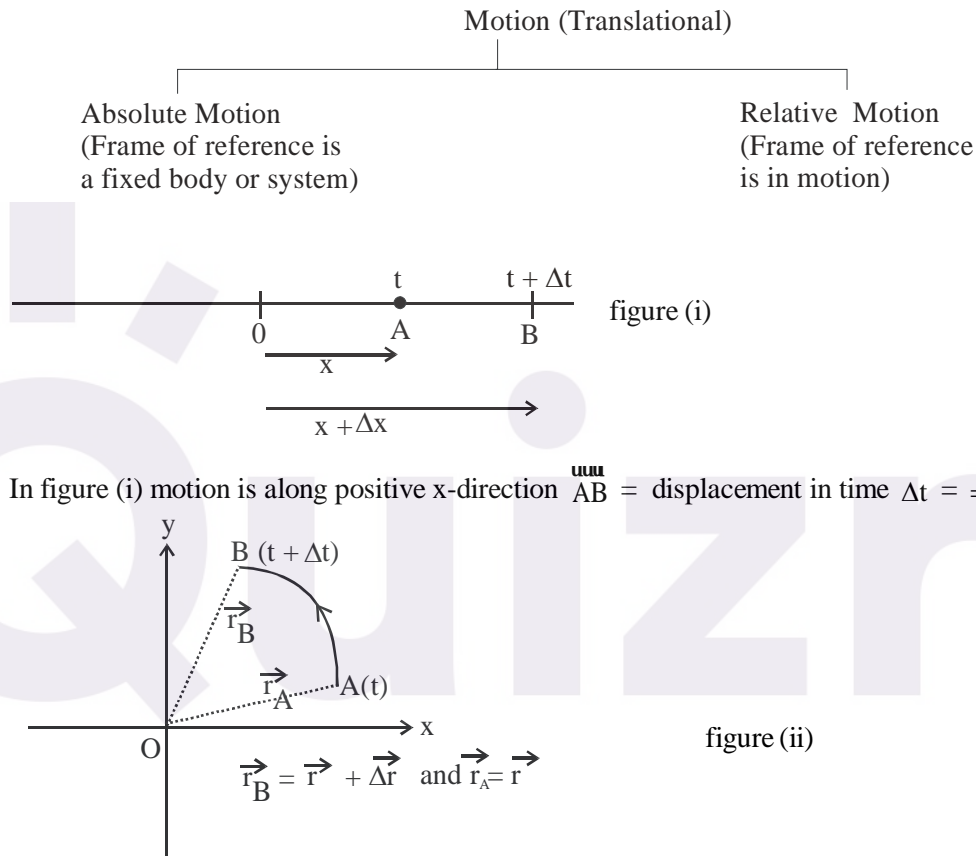 Motion (Translational)
Absolute Motion
(Frame of reference is
a fixed body or system)
Relative Motion
(Frame of reference
is in motion)
t
t + Δt
figure (i)
0
A
B
x
x + Δx
In figure (i) motion is along positive x-direction AB = displacement in time Δt = =
y
B (t + Δt)
r_B
r_A
A(t)
x
O
figure (ii)
r_B = r + Δr and r_A = r
Quizr